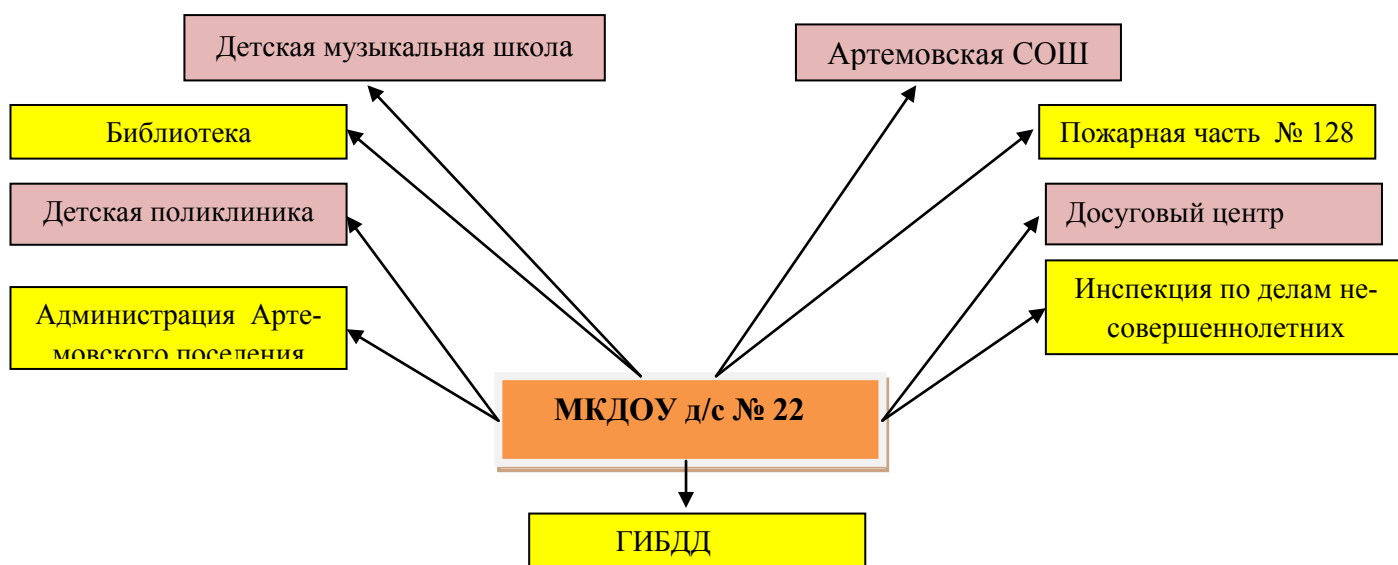 Детская музыкальная школа
Артемовская СОШ
Библиотека
Пожарная часть № 128
Детская поликлиника
Досуговый центр
Администрация Арте-
мовского поселения
Инспекция по делам не-
совершеннолетних
МКДОУ д/с № 22
ГИБДД